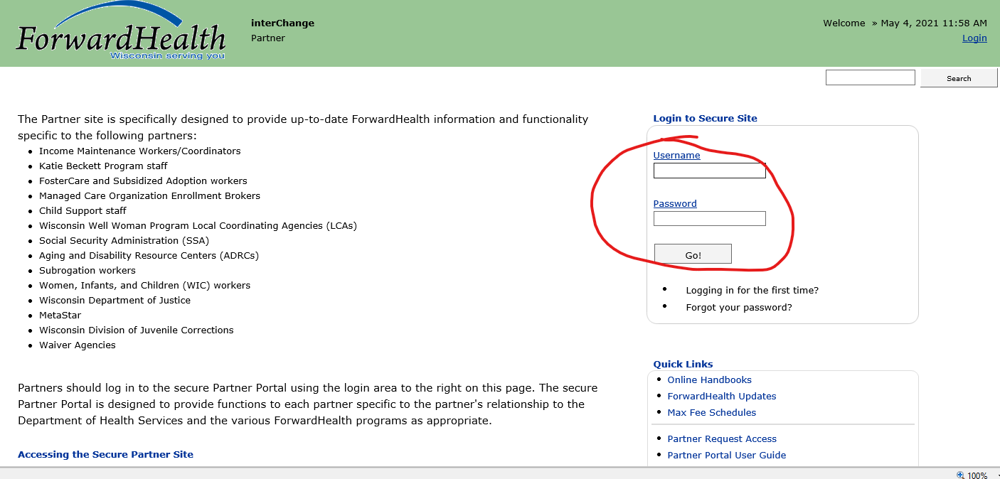 ForwardHealth
Wisconsin serving you
interChange
Partner
Welcome » May 4, 2021 11:58 AM
Login
Search
The Partner site is specifically designed to provide up-to-date ForwardHealth information and functionality
specific to the following partners:
• Income Maintenance Workers/Coordinators
• Katie Beckett Program staff
• FosterCare and Subsidized Adoption workers
• Managed Care Organization Enrollment Brokers
• Child Support staff
• Wisconsin Well Woman Program Local Coordinating Agencies (LCAs)
• Social Security Administration (SSA)
• Aging and Disability Resource Centers (ADRCs)
• Subrogation workers
• Women, Infants, and Children (WIC) workers
• Wisconsin Department of Justice
• MetaStar
• Wisconsin Division of Juvenile Corrections
• Waiver Agencies
Partners should log in to the secure Partner Portal using the login area to the right on this page. The secure
Partner Portal is designed to provide functions to each partner specific to the partner's relationship to the
Department of Health Services and the various ForwardHealth programs as appropriate.
Accessing the Secure Partner Site
Login to Secure Site
Username
Password
Go!
• Logging in for the first time?
• Forgot your password?
Quick Links
• Online Handbooks
• ForwardHealth Updates
• Max Fee Schedules
• Partner Request Access
• Partner Portal User Guide
100%